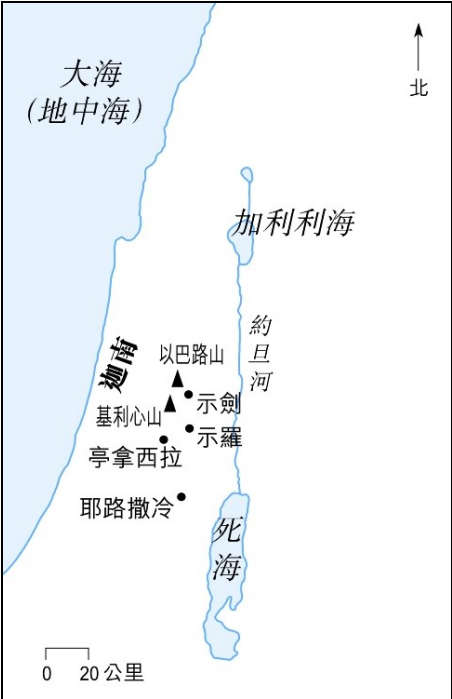 大海
（地中海）
北
加利利海
約旦河
迦南
以巴路山
示劍
基利心山
示羅
亭拿西拉
耶路撒冷
死海
0 20 公里